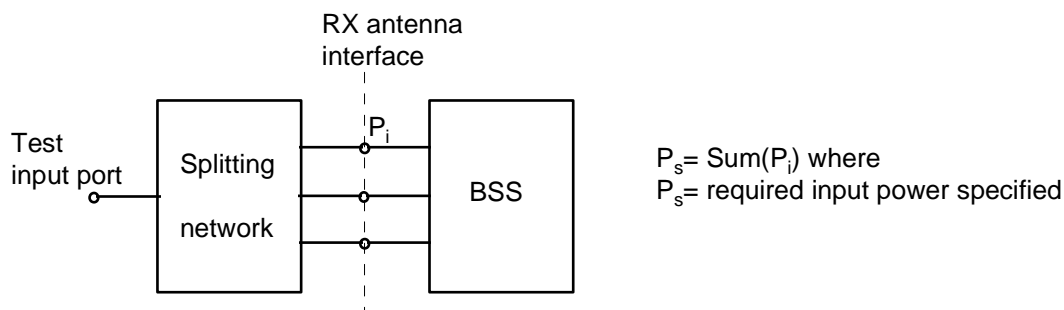 RX antenna
interface
P_i
Test
input port
Splitting
network
BSS
P_s= Sum(P_i) where
P_s= required input power specified